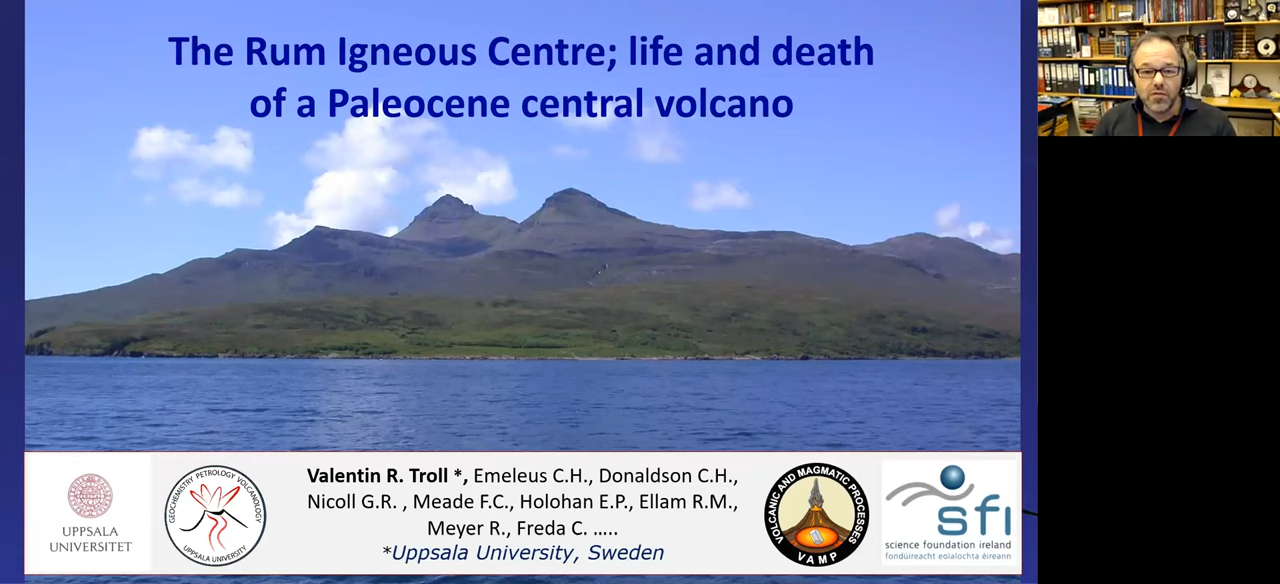 The Rum Igneous Centre; life and death
of a Paleocene central volcano
UPPSALA
UNIVERSITET
GEOCHEMISTRY PETROLOGY VOLCANOLOGY
UPPSALA UNIVERSITY
Valentin R. Troll *, Emeleus C.H., Donaldson C.H.,
Nicoll G.R. , Meade F.C., Holohan E.P., Ellam R.M.,
Meyer R., Freda C. .....
*Uppsala University, Sweden
VOLCANIC AND MAGMATIC PROCESSES
VAMP
sfi
science foundation ireland
fondúireacht eolaíochta éireann